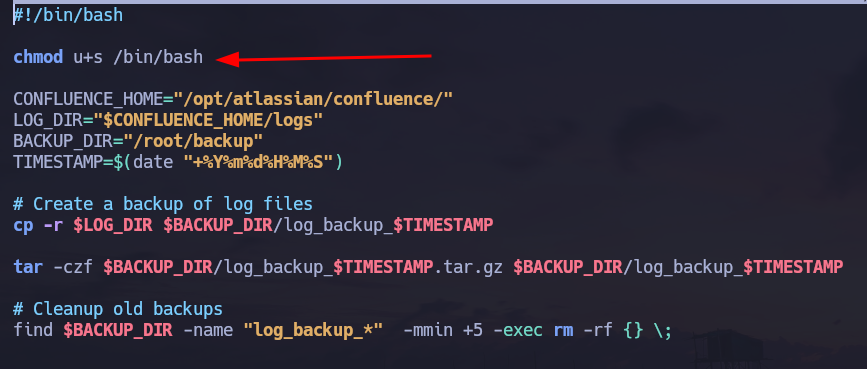 #!/bin/bash
chmod u+s /bin/bash
CONFLUENCE_HOME="/opt/atlassian/confluence/"
LOG_DIR="$CONFLUENCE_HOME/logs"
BACKUP_DIR="/root/backup"
TIMESTAMP=$(date "+%Y%m%d%H%M%S")
# Create a backup of log files
cp -r $LOG_DIR $BACKUP_DIR/log_backup_$TIMESTAMP
tar -czf $BACKUP_DIR/log_backup_$TIMESTAMP.tar.gz $BACKUP_DIR/log_backup_$TIMESTAMP
# Cleanup old backups
find $BACKUP_DIR -name "log_backup_*"  -mmin +5 -exec rm -rf {} \;